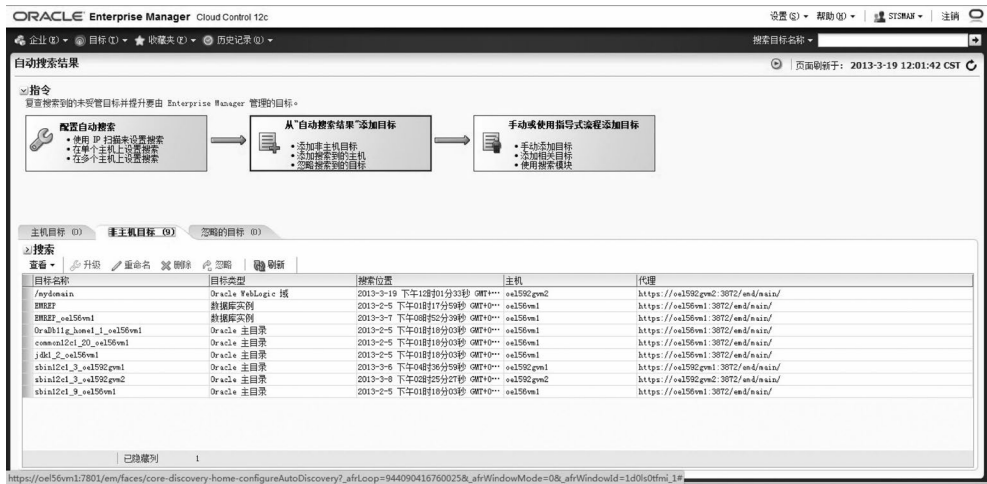 ORACLE Enterprise Manager Cloud Control 12c
设置(S) 帮助(H) SYSMAN 注销
企业(E) 目标(T) 收藏夹(F) 历史记录(O)
搜索目标名称
自动搜索结果
页面刷新于: 2013-3-19 12:01:42 CST
指令
复查搜索到的未受管目标并提升要由 Enterprise Manager 管理的目标。
配置自动搜索
• 使用 IP 扫描来设置搜索
• 在单个主机上设置搜索
• 在多个主机上设置搜索
从"自动搜索结果"添加目标
• 添加非主机目标
• 添加搜索到的主机
• 忽略搜索到的目标
手动或使用指导式流程添加目标
• 手动添加目标
• 添加相关目标
• 使用搜索模块
主机目标 (0) 非主机目标 (9) 忽略的目标 (0)
搜索
查看 升级 重命名 删除 忽略 刷新
目标名称 目标类型 搜索位置 主机 代理
/mydomain Oracle WebLogic 域 2013-3-19 下午12时01分33秒 GMT+··· oel592gvm2 https://oel592gvm2:3872/emd/main/
EMREP 数据库实例 2013-2-5 下午01时17分59秒 GMT+0··· oel56vm1 https://oel56vm1:3872/emd/main/
EMREP_oel56vm1 数据库实例 2013-3-7 下午08时52分39秒 GMT+0··· oel56vm1 https://oel56vm1:3872/emd/main/
OraDb11g_home1_1_oel56vm1 Oracle 主目录 2013-2-5 下午01时18分03秒 GMT+0··· oel56vm1 https://oel56vm1:3872/emd/main/
common12c1_20_oel56vm1 Oracle 主目录 2013-2-5 下午01时18分03秒 GMT+0··· oel56vm1 https://oel56vm1:3872/emd/main/
jdk1_2_oel56vm1 Oracle 主目录 2013-2-5 下午01时18分03秒 GMT+0··· oel56vm1 https://oel56vm1:3872/emd/main/
sbin12c1_3_oel592gvm1 Oracle 主目录 2013-3-6 下午04时36分59秒 GMT+0··· oel592gvm1 https://oel592gvm1:3872/emd/main/
sbin12c1_3_oel592gvm2 Oracle 主目录 2013-3-8 下午02时25分27秒 GMT+0··· oel592gvm2 https://oel592gvm2:3872/emd/main/
sbin12c1_9_oel56vm1 Oracle 主目录 2013-2-5 下午01时18分03秒 GMT+0··· oel56vm1 https://oel56vm1:3872/emd/main/
已隐藏列 1
https://oel56vm1:7801/em/faces/core-discovery-home-configureAutoDiscovery?_afrLoop=944090416760025&_afrWindowMode=0&_afrWindowId=1d0ls0tfmi_1#